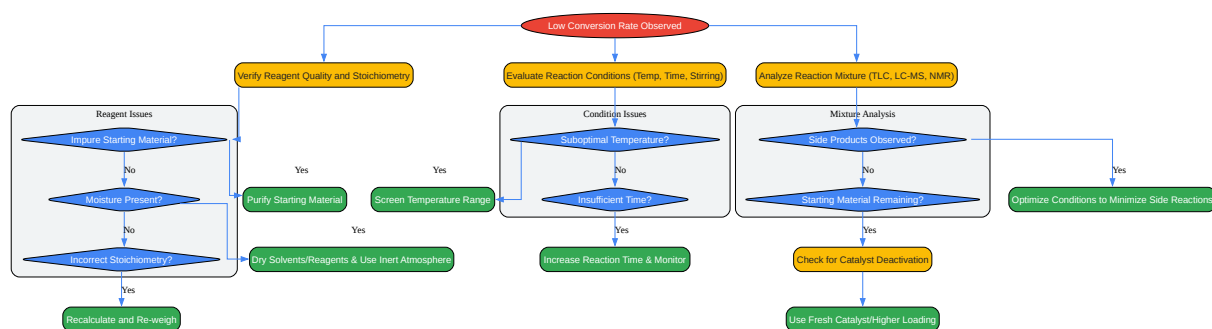 Low Conversion Rate Observed
Verify Reagent Quality and Stoichiometry
Evaluate Reaction Conditions (Temp, Time, Stirring)
Analyze Reaction Mixture (TLC, LC-MS, NMR)
Reagent Issues
Condition Issues
Mixture Analysis
Impure Starting Material?
Suboptimal Temperature?
Side Products Observed?
No
Yes
Yes
No
No
Yes
Moisture Present?
Purify Starting Material
Screen Temperature Range
Insufficient Time?
Starting Material Remaining?
Optimize Conditions to Minimize Side Reactions
No
Yes
Yes
Yes
Incorrect Stoichiometry?
Dry Solvents/Reagents & Use Inert Atmosphere
Increase Reaction Time & Monitor
Check for Catalyst Deactivation
Yes
Recalculate and Re-weigh
Use Fresh Catalyst/Higher Loading